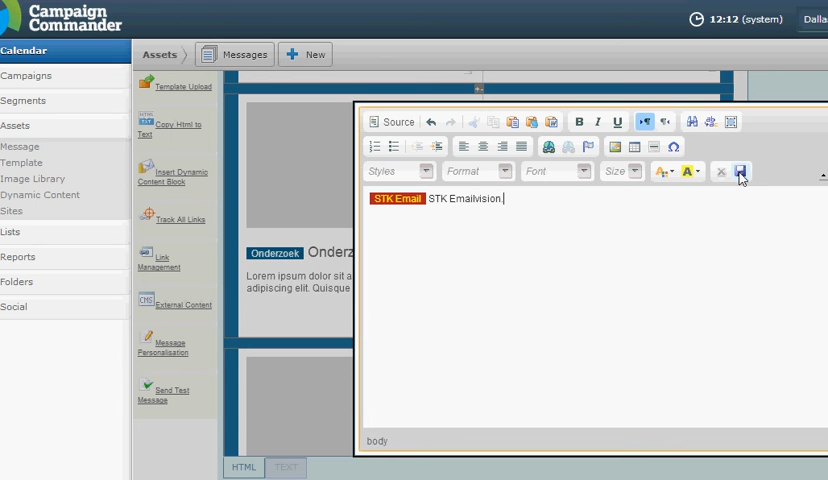 Campaign
Commander
12:12 (system)
Calendar
Assets
Messages
New
Campaigns
Segments
Assets
Message
Template
Image Library
Dynamic Content
Sites
Lists
Reports
Folders
Social
Template Upload
Copy Html to
Text
Insert Dynamic
Content Block
Track All Links
Link
Management
External Content
Message
Personalisation
Send Test
Message
Source
Styles
Format
Font
Size
STK Email STK Emailvision.
Onderzoek
Lorem ipsum dolor sit a
adipiscing elit. Quisque
body
HTML
TEXT